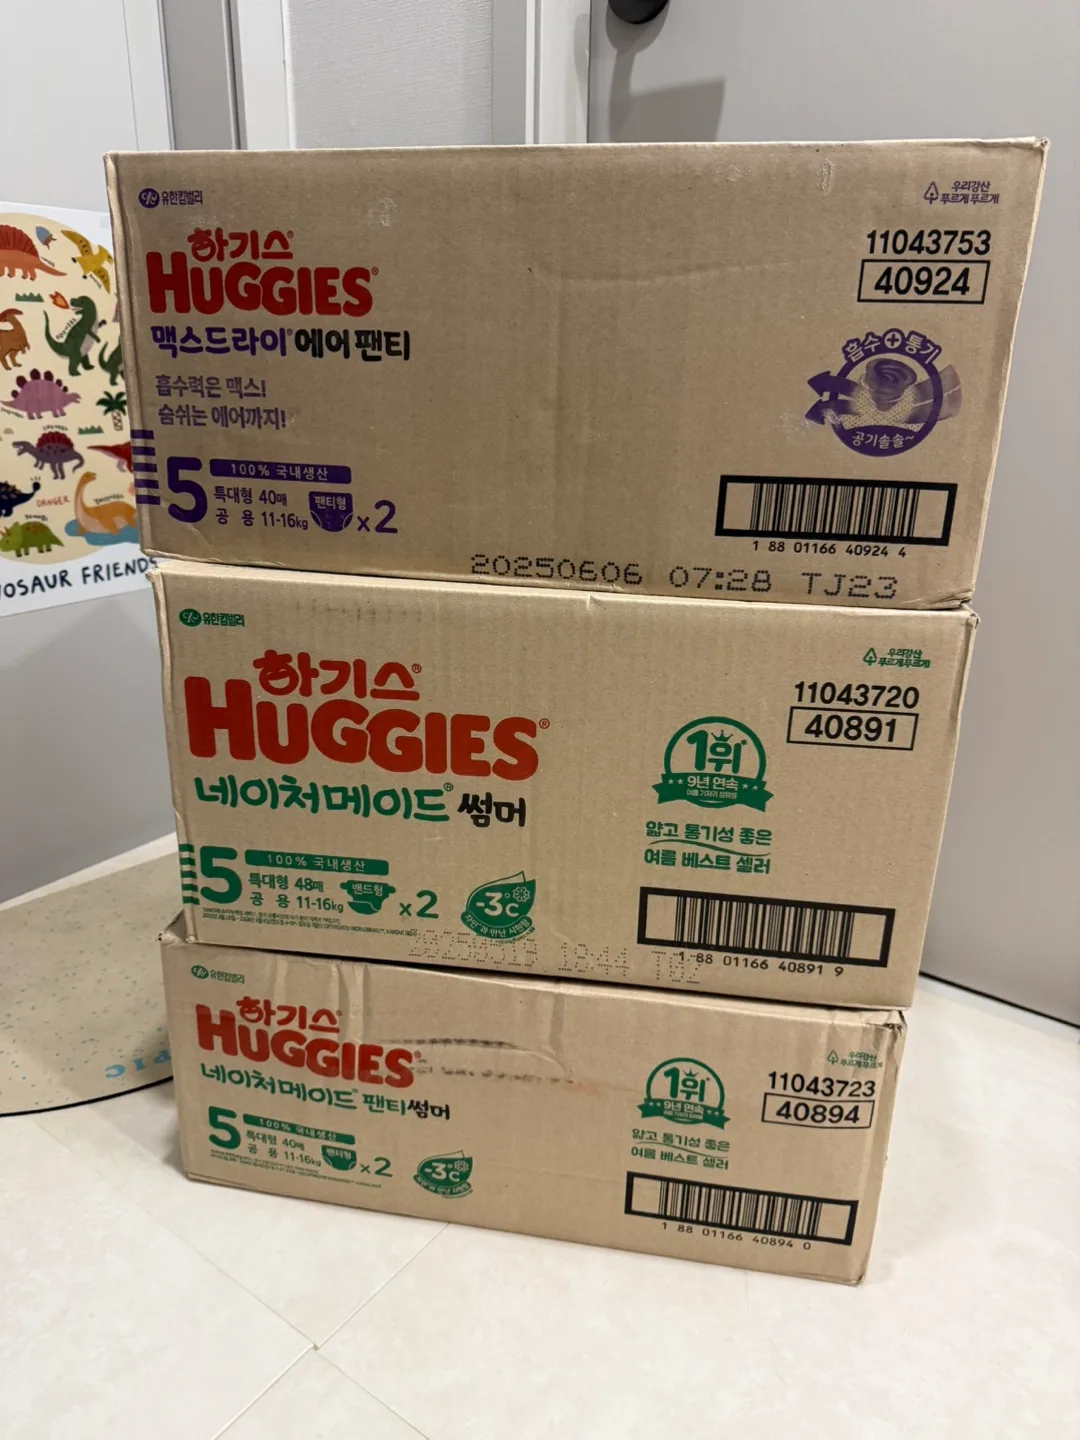 유한킴벌리
우리강산
푸르게 푸르게
하기스
HUGGIES
맥스드라이 에어팬티
흡수력은 맥스!
숨쉬는 에어까지!
5
100% 국내생산
특대형 40매
공 용 11-16kg
팬티형
x2
11043753
40924
흡수+통기
공기솔솔~
1 88 01166 40924 4
20250606 07:28 TJ23
DANGER
OSAUR FRIENDS
유한킴벌리
우리강산
푸르게푸르게
하기스
HUGGIES
네이처메이드 썸머
5
100% 국내생산
특대형 48매
공 용 11-16kg
밴드형
x2
-3°C
11043720
40891
1위
9년 연속
얇고 통기성 좋은
여름 베스트 셀러
1 88 01166 40891 9
18:44
유한킴벌리
우리강산
푸르게푸르게
하기스
HUGGIES
네이처메이드 팬티썸머
5
100% 국내생산
특대형 40매
공 용 11-16kg
팬티형
x2
-3°C
11043723
40894
1위
9년 연속
얇고 통기성 좋은
여름 베스트 셀러
1 88 01166 40894 0
PIC